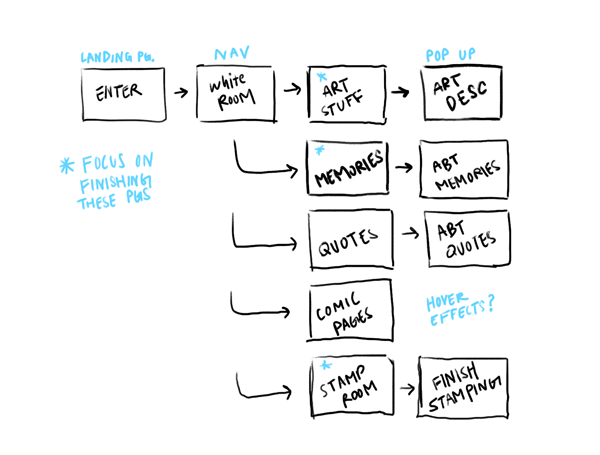 LANDING PG.
NAV
POP UP
ENTER
White
ROOM
* ART
STUFF
ART
DESC
* FOCUS ON
FINISHING
THESE PGS
*
MEMORIES
ABT
MEMORIES
QUOTES
ABT
QUOTES
COMIC
PAGES
HOVER
EFFECTS?
*
STAMP
ROOM
FINISH
STAMPING